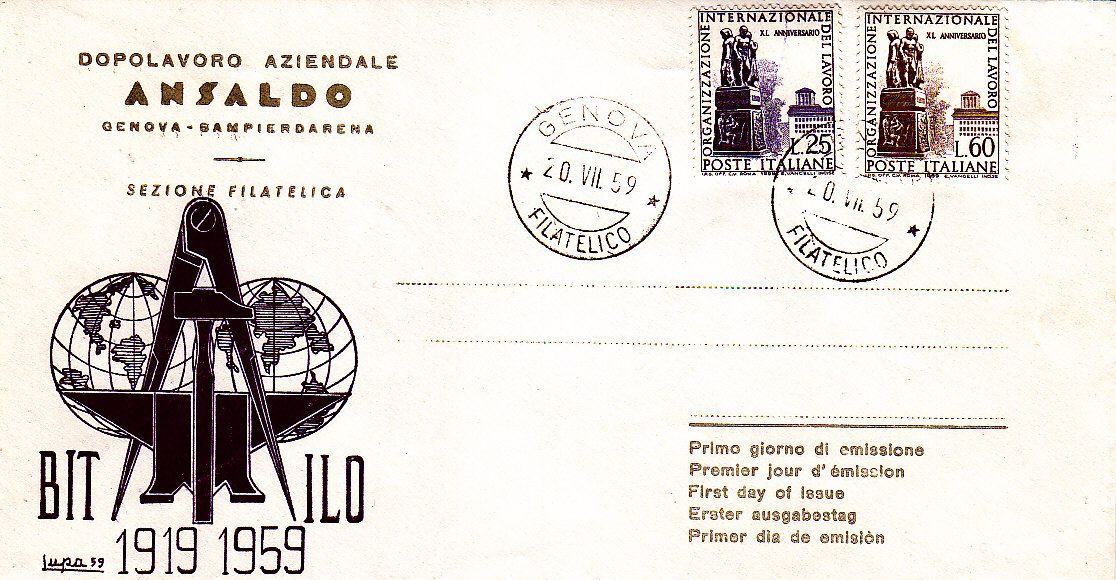 DOPOLAVORO AZIENDALE
ANSALDO
GENOVA-SAMPIERDARENA
SEZIONE FILATELICA
BIT ILO
1919 1959
Lupa 59
GENOVA
20.VII.59
FILATELICO
ORGANIZZAZIONE
INTERNAZIONALE
DEL LAVORO
XL ANNIVERSARIO
L.25
POSTE ITALIANE
ORGANIZZAZIONE
INTERNAZIONALE
DEL LAVORO
XL ANNIVERSARIO
L.60
POSTE ITALIANE
20.VII.59
FILATELICO
Primo giorno di emissione
Premier jour d'émission
First day of issue
Erster ausgabestag
Primer dia de emisiòn